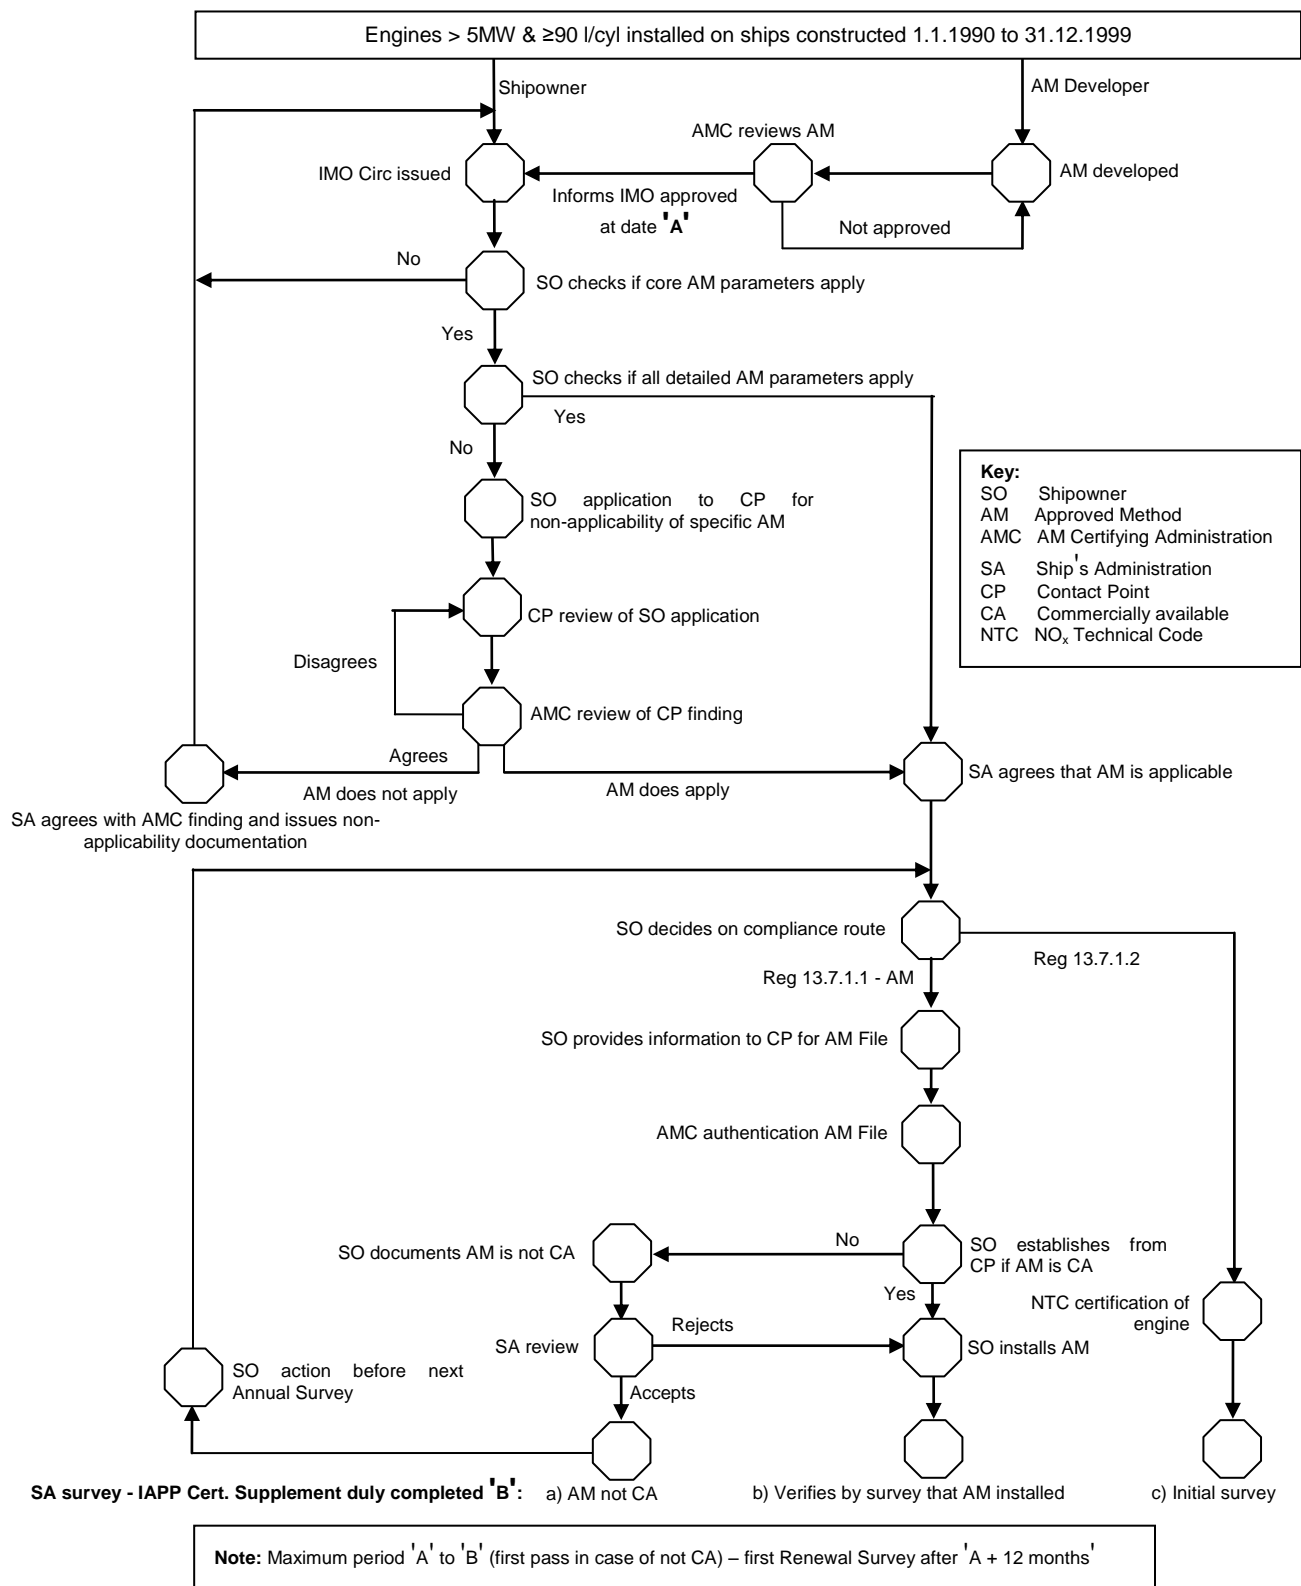 Engines > 5MW & ≥90 l/cyl installed on ships constructed 1.1.1990 to 31.12.1999
Shipowner
AM Developer
AMC reviews AM
IMO Circ issued
AM developed
Informs IMO approved
at date 'A'
Not approved
No
SO checks if core AM parameters apply
Yes
SO checks if all detailed AM parameters apply
Yes
No
Key:
SO Shipowner
AM Approved Method
AMC AM Certifying Administration
SA Ship's Administration
CP Contact Point
CA Commercially available
NTC NOₓ Technical Code
SO application to CP for
non-applicability of specific AM
CP review of SO application
Disagrees
AMC review of CP finding
Agrees
AM does not apply
AM does apply
SA agrees that AM is applicable
SA agrees with AMC finding and issues non-
applicability documentation
SO decides on compliance route
Reg 13.7.1.1 - AM
Reg 13.7.1.2
SO provides information to CP for AM File
AMC authentication AM File
No
SO documents AM is not CA
SO establishes from
CP if AM is CA
Yes
NTC certification of
engine
Rejects
SA review
SO installs AM
SO action before next
Annual Survey
Accepts
SA survey - IAPP Cert. Supplement duly completed 'B': a) AM not CA b) Verifies by survey that AM installed c) Initial survey
Note: Maximum period 'A' to 'B' (first pass in case of not CA) – first Renewal Survey after 'A + 12 months'